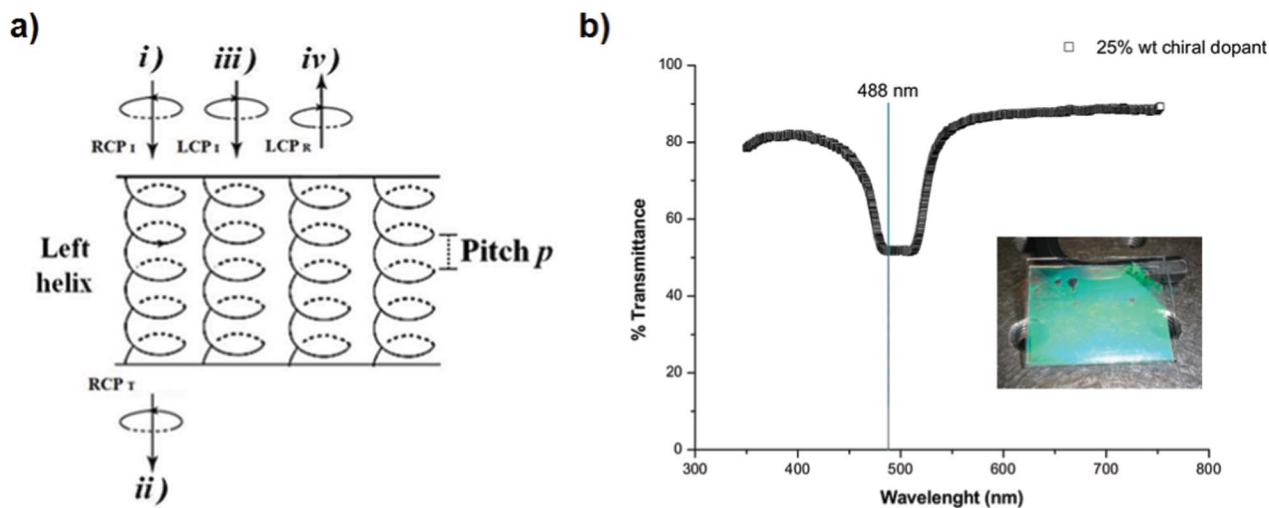 a)
i)
iii)
iv)
RCP I
LCP I
LCP R
Left
helix
Pitch p
RCP T
ii)
b)
25% wt chiral dopant
488 nm
100
80
60
40
20
0
% Transmittance
300 400 500 600 700 800
Wavelenght (nm)